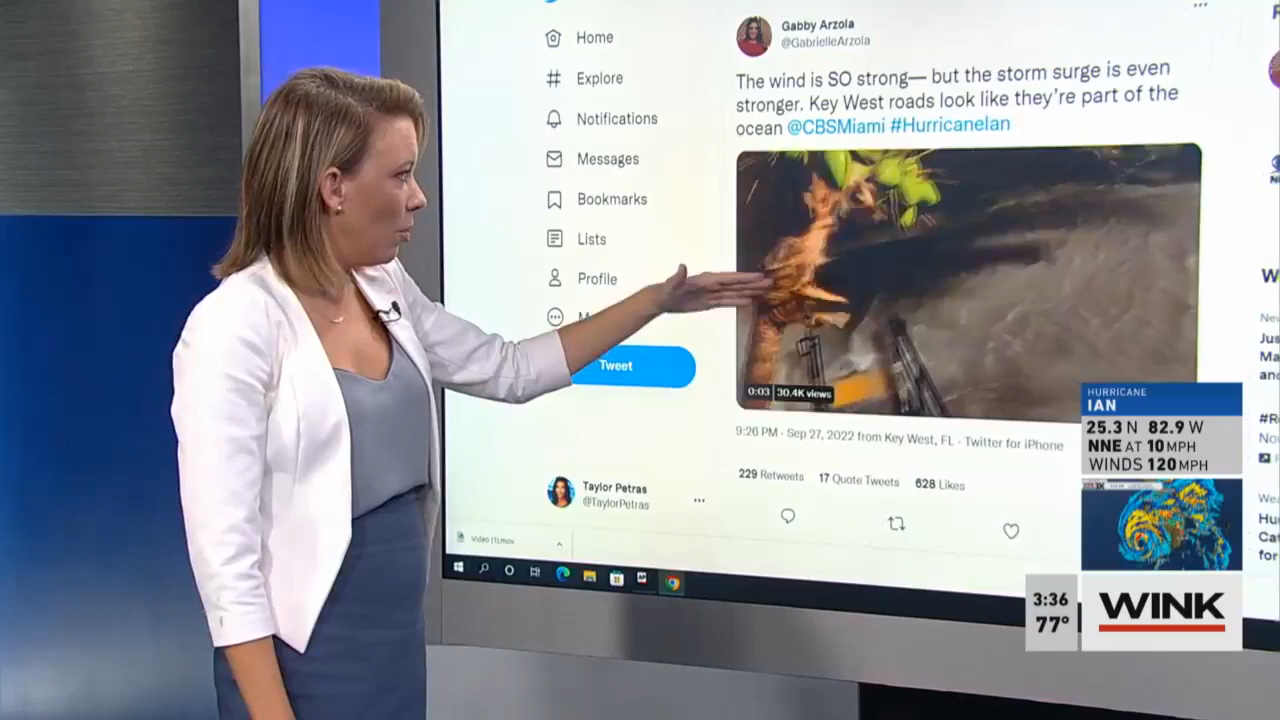 Home
Explore
Notifications
Messages
Bookmarks
Lists
Profile
Tweet
Taylor Petras
@TaylorPetras
Video (1).mov
Gabby Arzola
@GabrielleArzola
The wind is SO strong— but the storm surge is even
stronger. Key West roads look like they're part of the
ocean @CBSMiami #HurricaneIan
0:03 30.4K views
9:26 PM · Sep 27, 2022 from Key West, FL · Twitter for iPhone
229 Retweets 17 Quote Tweets 628 Likes
HURRICANE
IAN
25.3 N 82.9 W
NNE AT 10 MPH
WINDS 120 MPH
3:36
77°
WINK